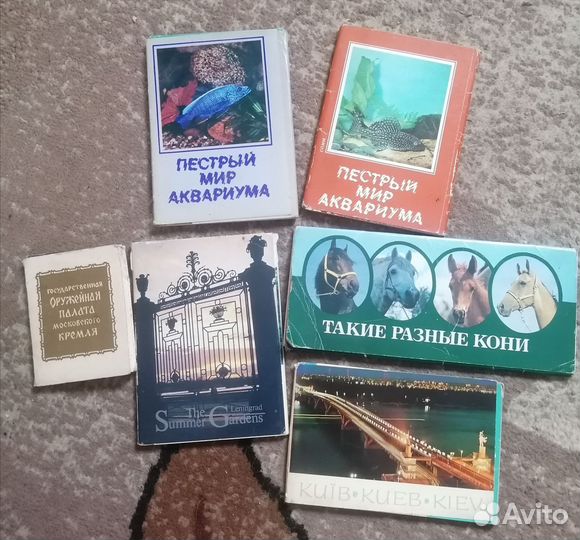 ПЕСТРЫЙ
МИР
АКВАРИУМА
ПЕСТРЫЙ
МИР
АКВАРИУМА
ГОСУДАРСТВЕННАЯ
ОРУЖЕЙНАЯ
ПАЛАТА
МОСКОВСКОГО
КРЕМЛЯ
The Leningrad
Summer Gardens
ТАКИЕ РАЗНЫЕ КОНИ
КИЇВ•КИЕВ•KIEV
Avito